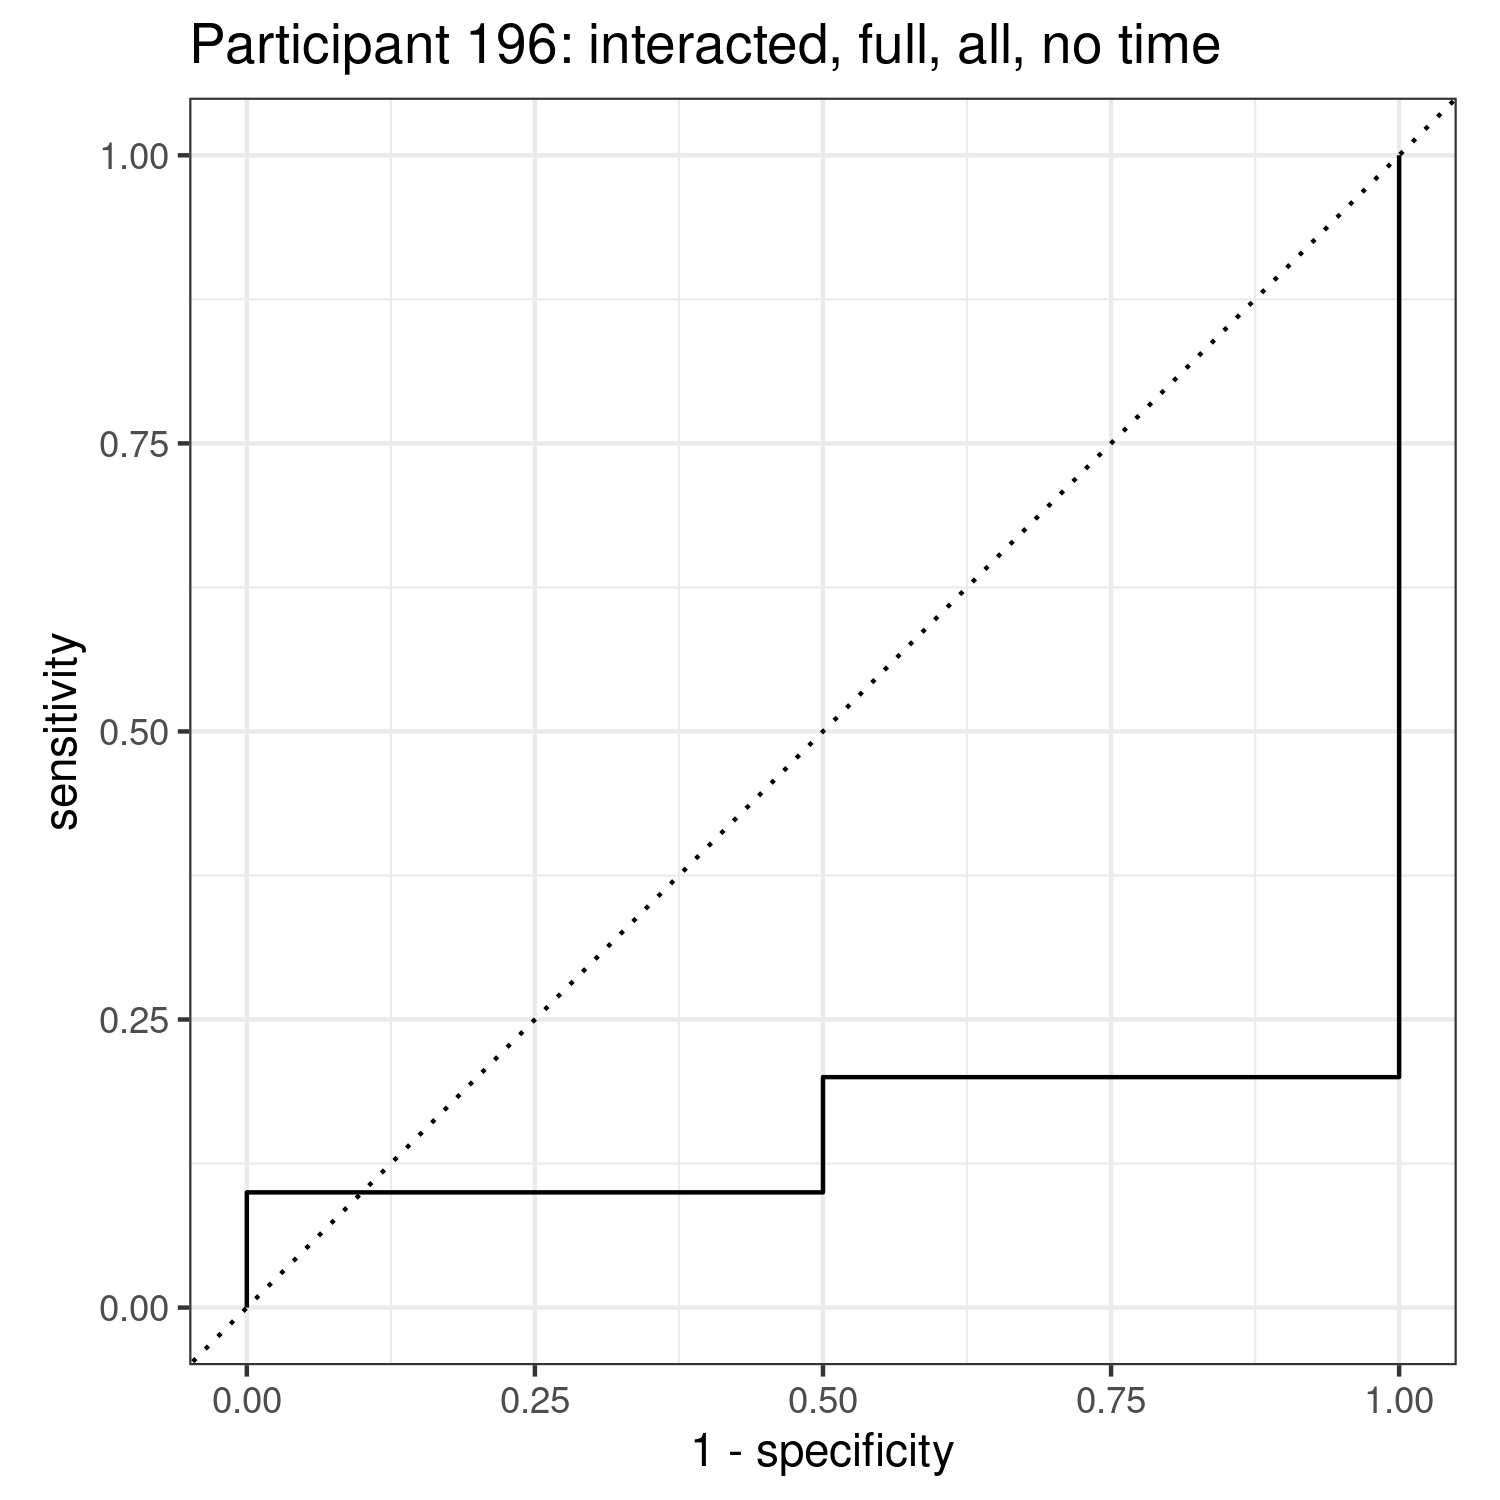 Participant 196: interacted, full, all, no time
sensitivity
1.00
0.75
0.50
0.25
0.00
0.00 0.25 0.50 0.75 1.00
1 - specificity